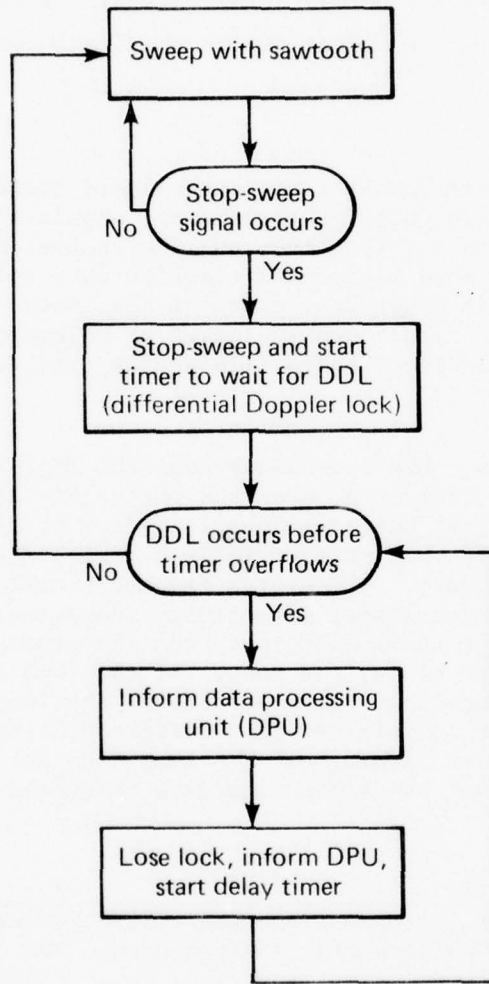 Sweep with sawtooth
Stop-sweep
signal occurs
No
Yes
Stop-sweep and start
timer to wait for DDL
(differential Doppler lock)
DDL occurs before
timer overflows
No
Yes
Inform data processing
unit (DPU)
Lose lock, inform DPU,
start delay timer